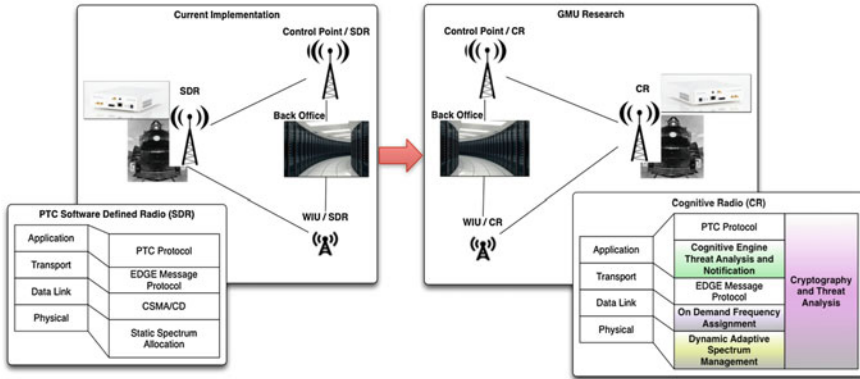 Current Implementation
Control Point / SDR
SDR
Back Office
WIU / SDR
PTC Software Defined Radio (SDR)
Application
Transport
Data Link
Physical
PTC Protocol
EDGE Message
Protocol
CSMA/CD
Static Spectrum
Allocation
GMU Research
Control Point / CR
CR
Back Office
WIU / CR
Cognitive Radio (CR)
Application
Transport
Data Link
Physical
PTC Protocol
Cognitive Engine
Threat Analysis and
Notification
EDGE Message
Protocol
On Demand Frequency
Assignment
Dynamic Adaptive
Spectrum
Management
Cryptography
and Threat
Analysis